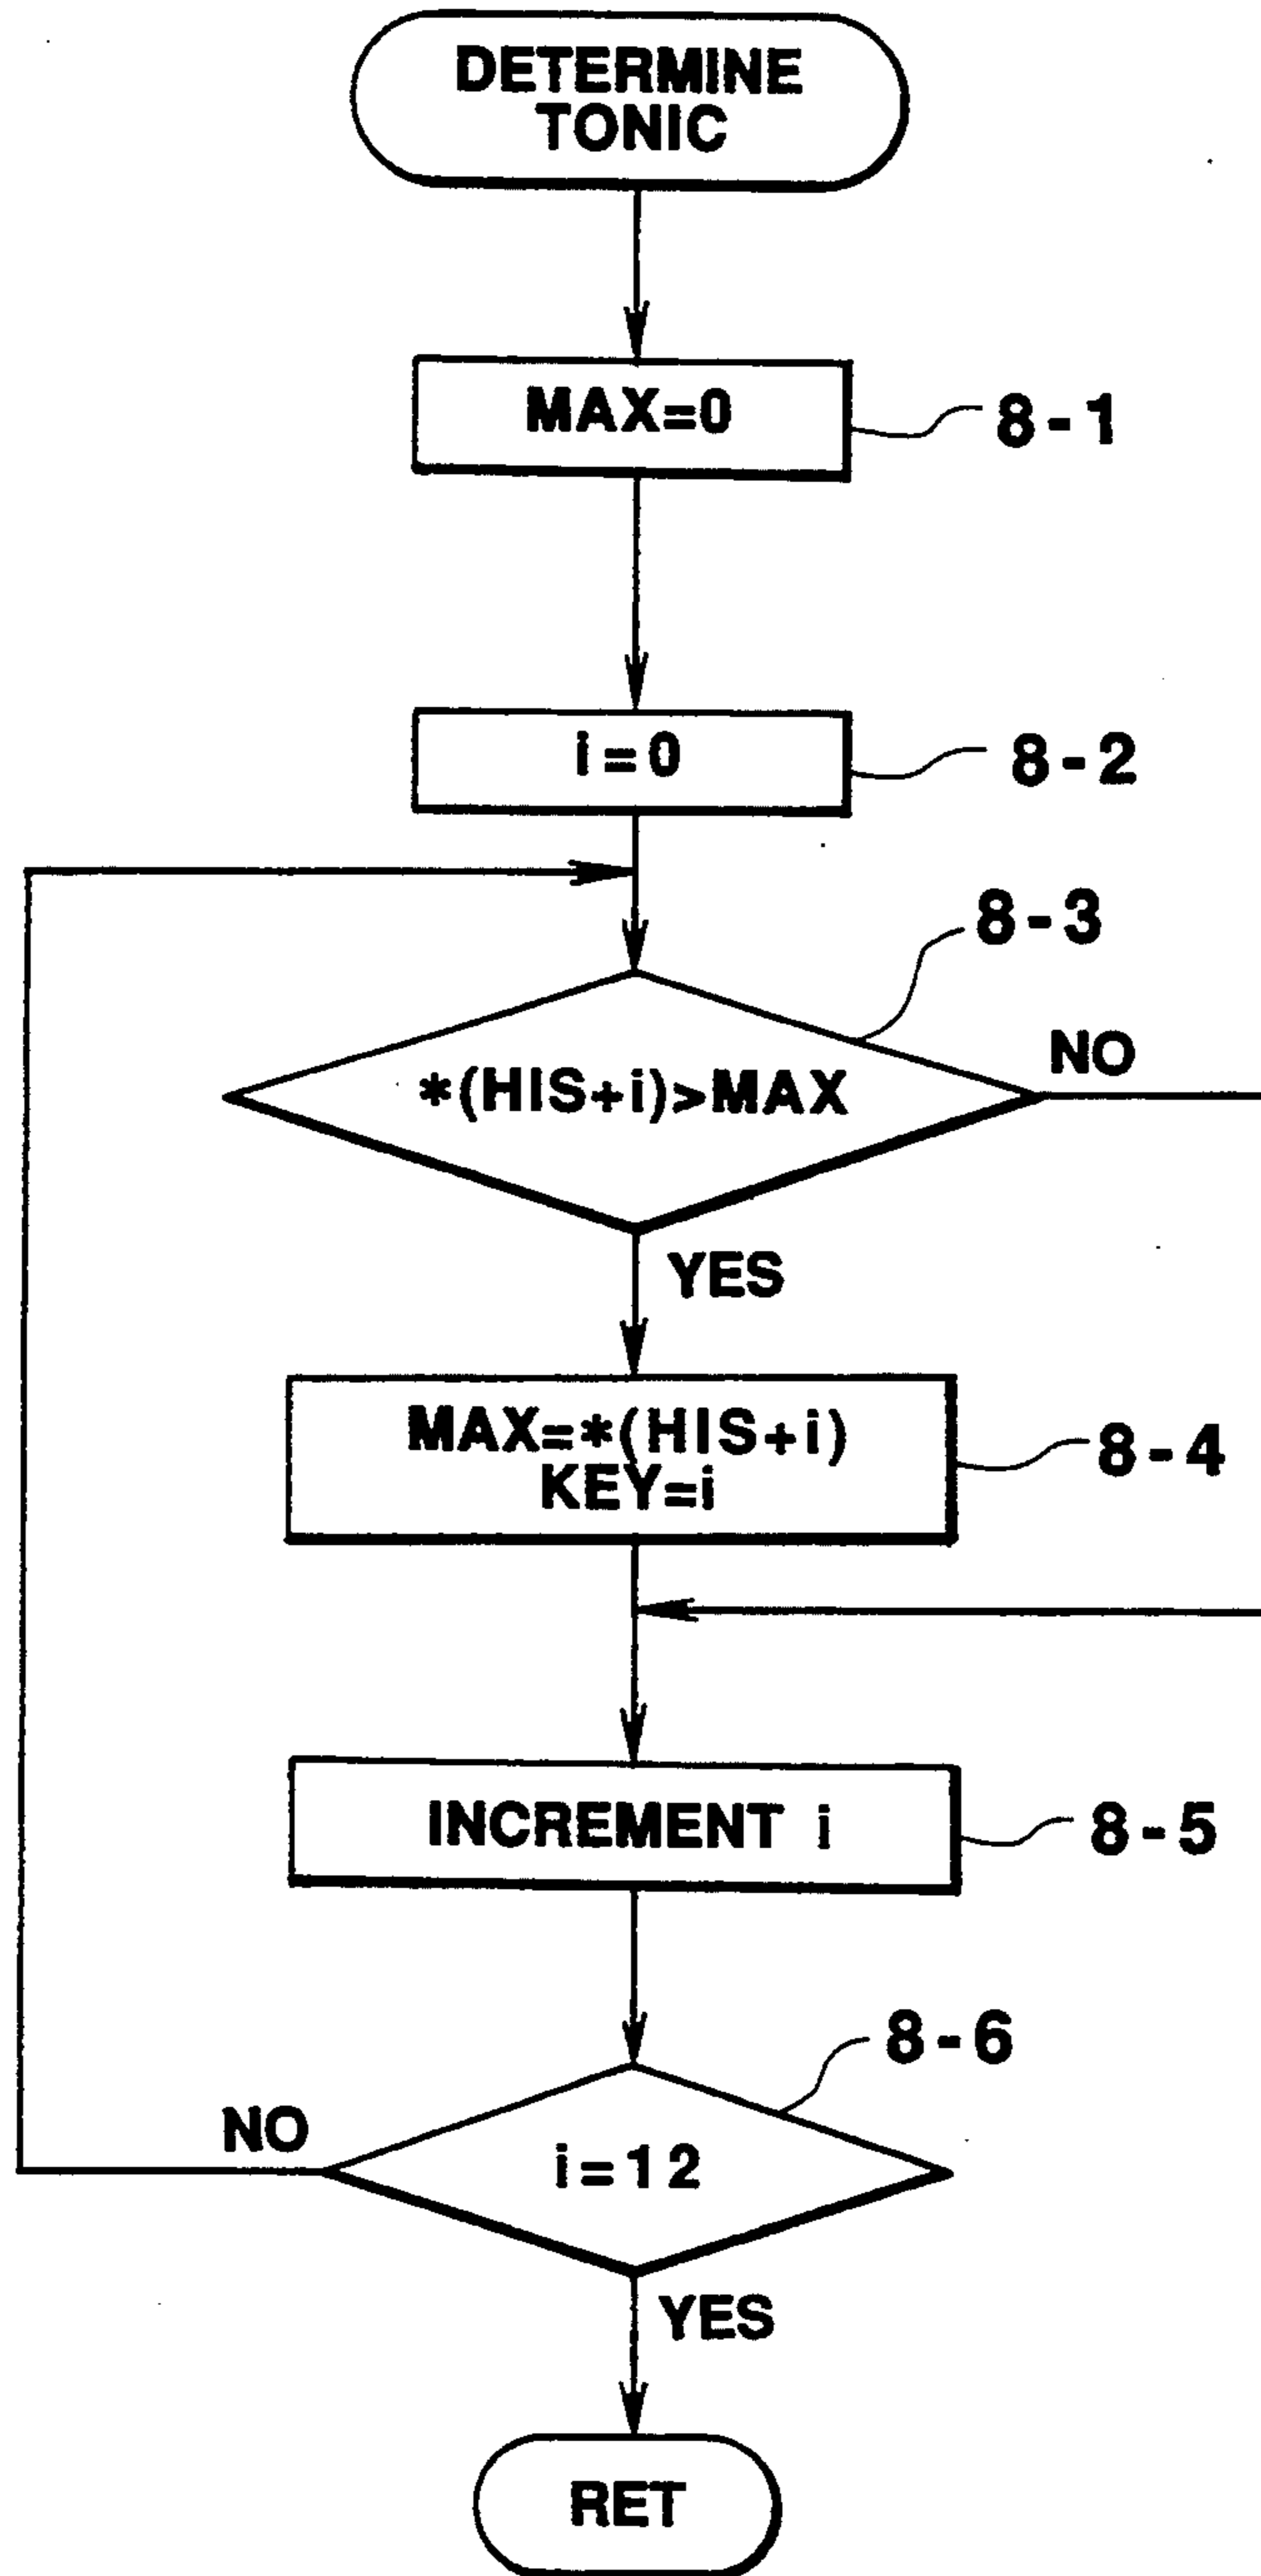 DETERMINE
TONIC
MAX=0
8-1
i=0
8-2
8-3
*(HIS+i)>MAX
NO
YES
MAX=*(HIS+i)
KEY=i
8-4
INCREMENT i
8-5
8-6
NO
i=12
YES
RET